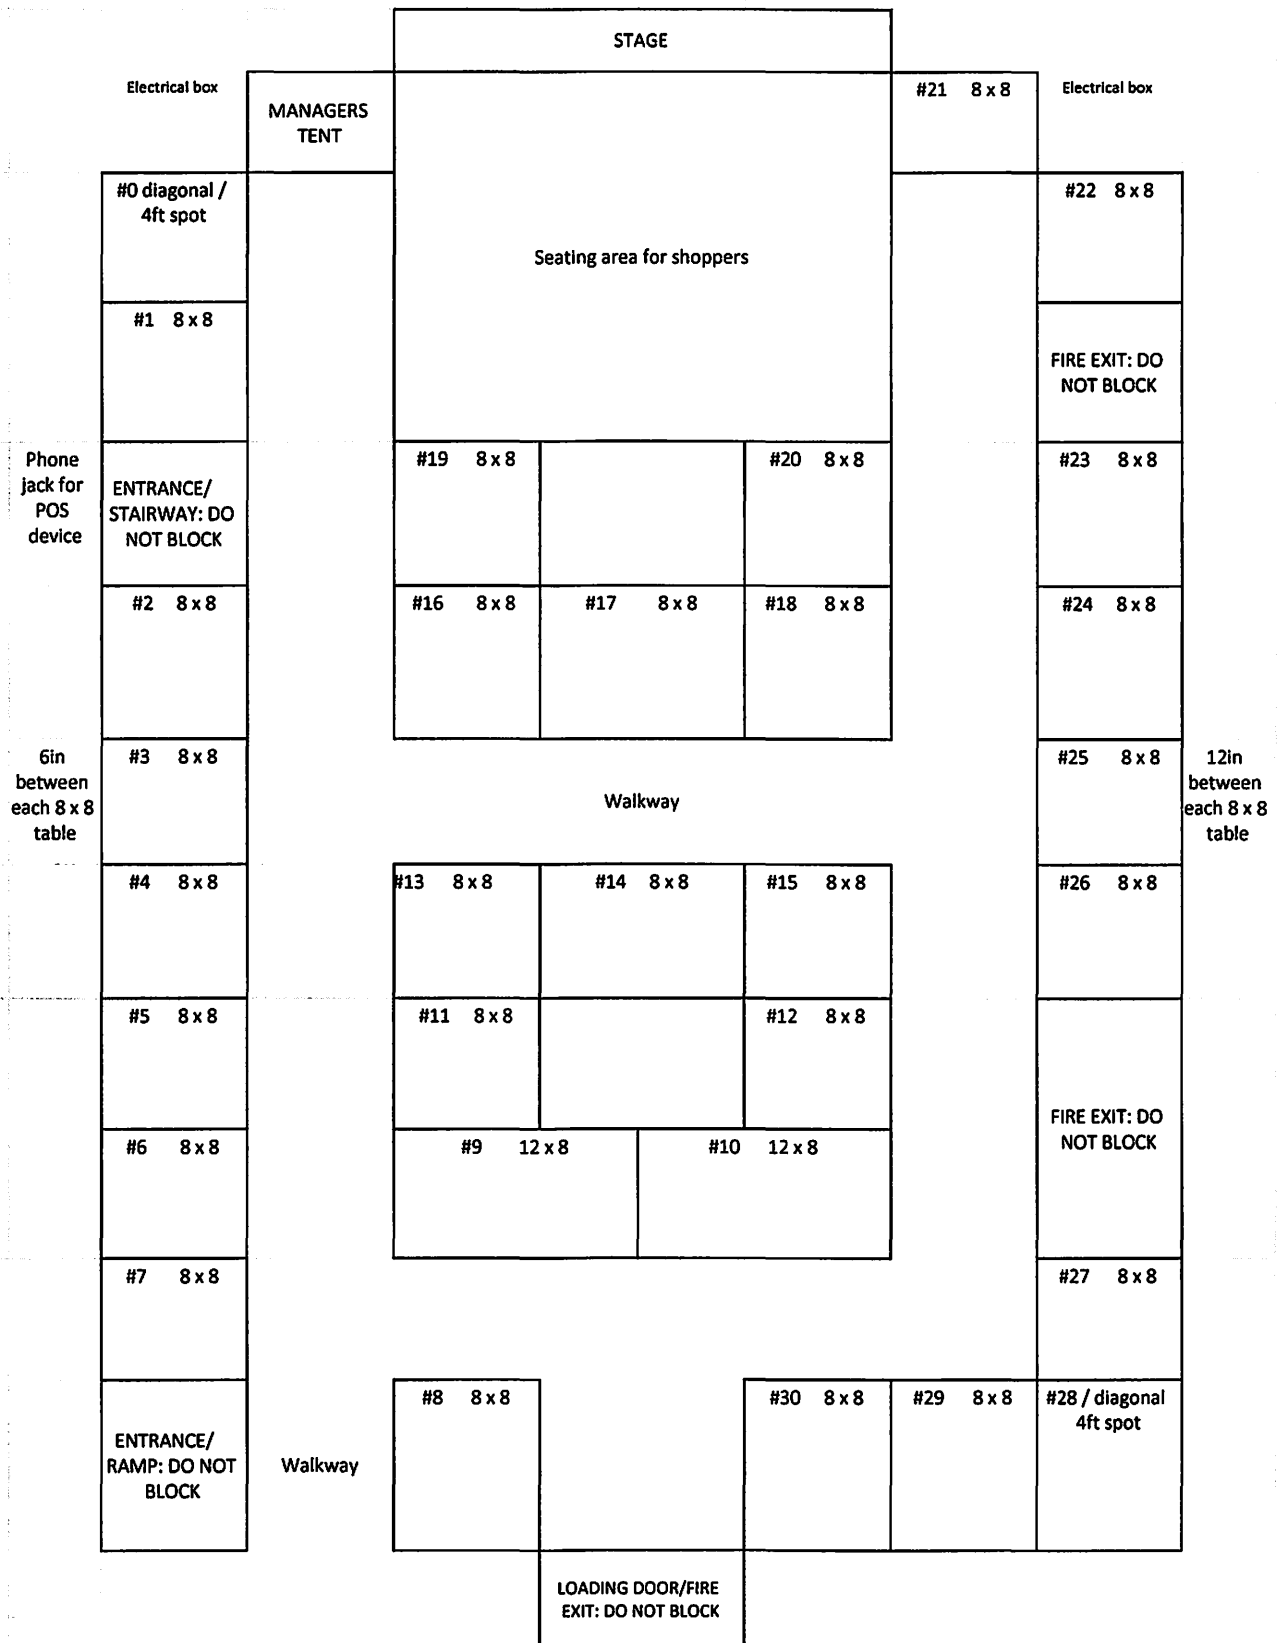 STAGE
Electrical box
MANAGERS
TENT
#21 8 x 8
Electrical box
#0 diagonal /
4ft spot
#22 8 x 8
Seating area for shoppers
#1 8 x 8
FIRE EXIT: DO
NOT BLOCK
Phone
jack for
POS
device
ENTRANCE/
STAIRWAY: DO
NOT BLOCK
#19 8 x 8
#20 8 x 8
#23 8 x 8
#2 8 x 8
#16 8 x 8
#17 8 x 8
#18 8 x 8
#24 8 x 8
6in
between
each 8 x 8
table
#3 8 x 8
Walkway
#25 8 x 8
12in
between
each 8 x 8
table
#4 8 x 8
#13 8 x 8
#14 8 x 8
#15 8 x 8
#26 8 x 8
#5 8 x 8
#11 8 x 8
#12 8 x 8
FIRE EXIT: DO
NOT BLOCK
#6 8 x 8
#9 12 x 8
#10 12 x 8
#7 8 x 8
#27 8 x 8
ENTRANCE/
RAMP: DO NOT
BLOCK
Walkway
#8 8 x 8
#30 8 x 8
#29 8 x 8
#28 / diagonal
4ft spot
LOADING DOOR/FIRE
EXIT: DO NOT BLOCK